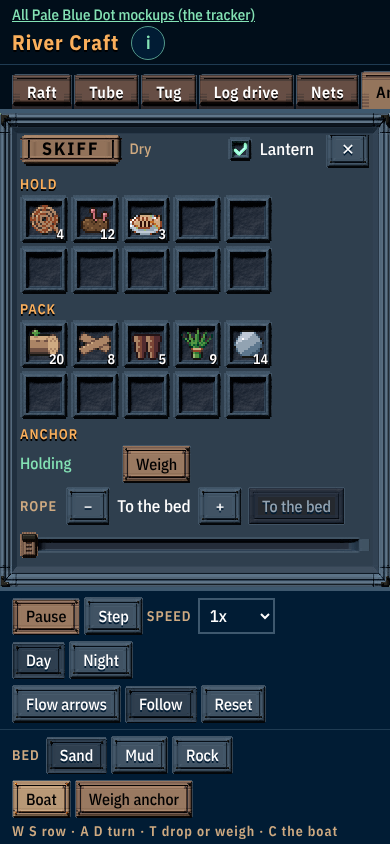 All Pale Blue Dot mockups (the tracker)
River Craft i
Raft Tube Tug Log drive Nets
SKIFF Dry Lantern ×
HOLD
4 12 3
PACK
20 8 5 9 14
ANCHOR
Holding Weigh
ROPE − To the bed + To the bed
Pause Step SPEED 1x
Day Night
Flow arrows Follow Reset
BED Sand Mud Rock
Boat Weigh anchor
W S row · A D turn · T drop or weigh · C the boat